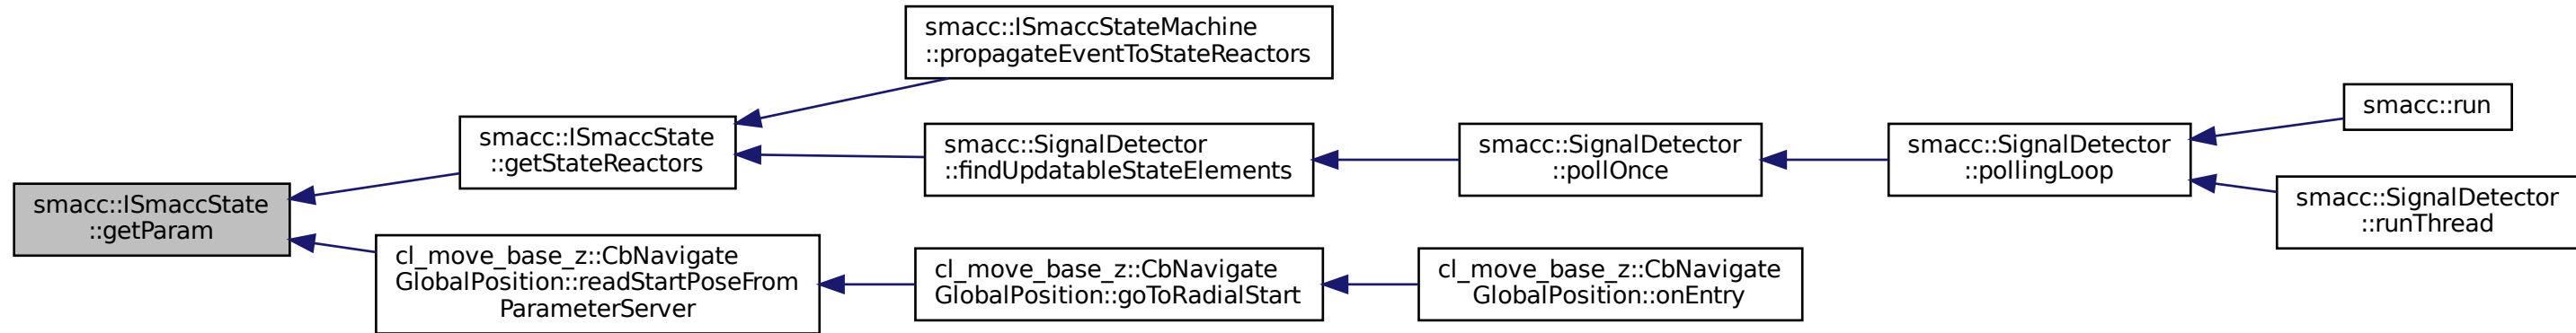 smacc::ISmaccState
::getParam
smacc::ISmaccState
::getStateReactors
smacc::ISmaccStateMachine
::propagateEventToStateReactors
smacc::SignalDetector
::findUpdatableStateElements
smacc::SignalDetector
::pollOnce
smacc::SignalDetector
::pollingLoop
smacc::run
smacc::SignalDetector
::runThread
cl_move_base_z::CbNavigate
GlobalPosition::readStartPoseFrom
ParameterServer
cl_move_base_z::CbNavigate
GlobalPosition::goToRadialStart
cl_move_base_z::CbNavigate
GlobalPosition::onEntry